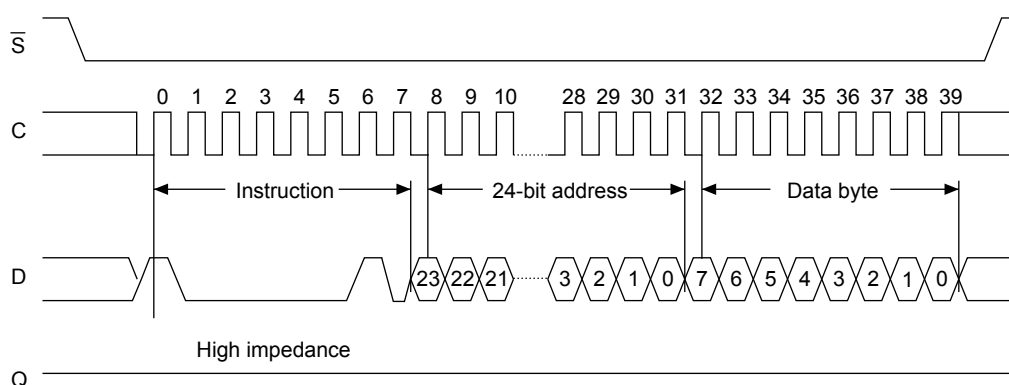 S
0 1 2 3 4 5 6 7 8 9 10 28 29 30 31 32 33 34 35 36 37 38 39
C
Instruction 24-bit address Data byte
D
23 22 21 3 2 1 0 7 6 5 4 3 2 1 0
High impedance
Q